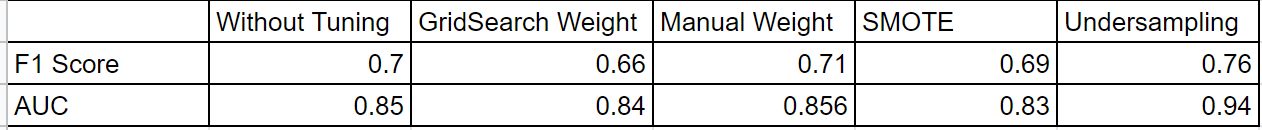 Without Tuning GridSearch Weight Manual Weight SMOTE Undersampling
F1 Score 0.7 0.66 0.71 0.69 0.76
AUC 0.85 0.84 0.856 0.83 0.94